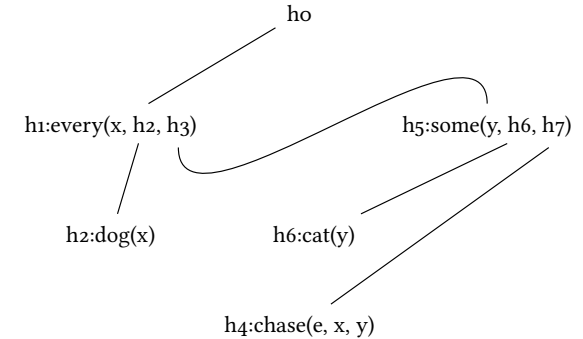 h0
h1:every(x, h2, h3) h5:some(y, h6, h7)
h2:dog(x) h6:cat(y)
h4:chase(e, x, y)